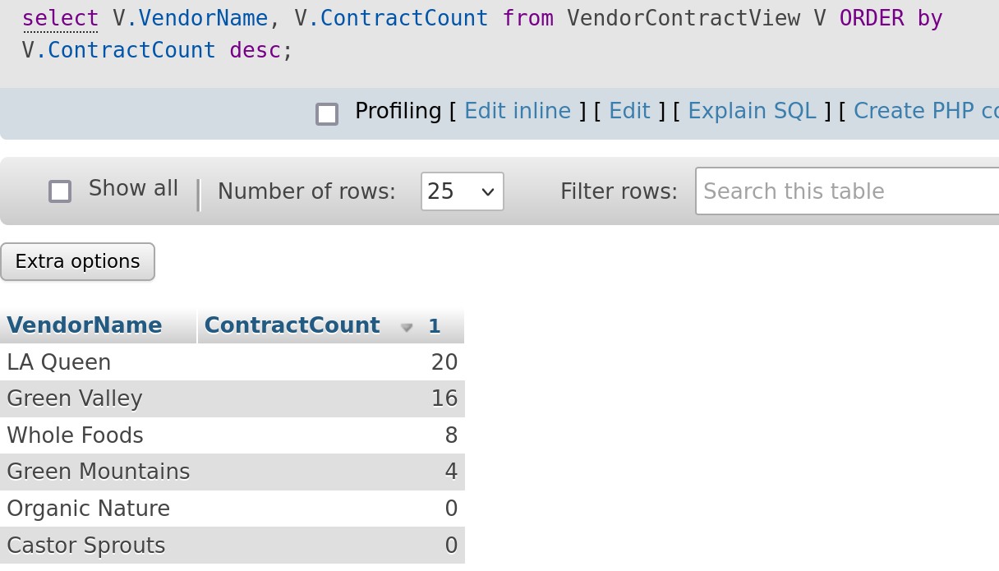 select V.VendorName, V.ContractCount from VendorContractView V ORDER by
V.ContractCount desc;
Profiling [ Edit inline ] [ Edit ] [ Explain SQL ] [ Create PHP
Show all Number of rows: 25 Filter rows: Search this table
Extra options
VendorName ContractCount 1
LA Queen 20
Green Valley 16
Whole Foods 8
Green Mountains 4
Organic Nature 0
Castor Sprouts 0